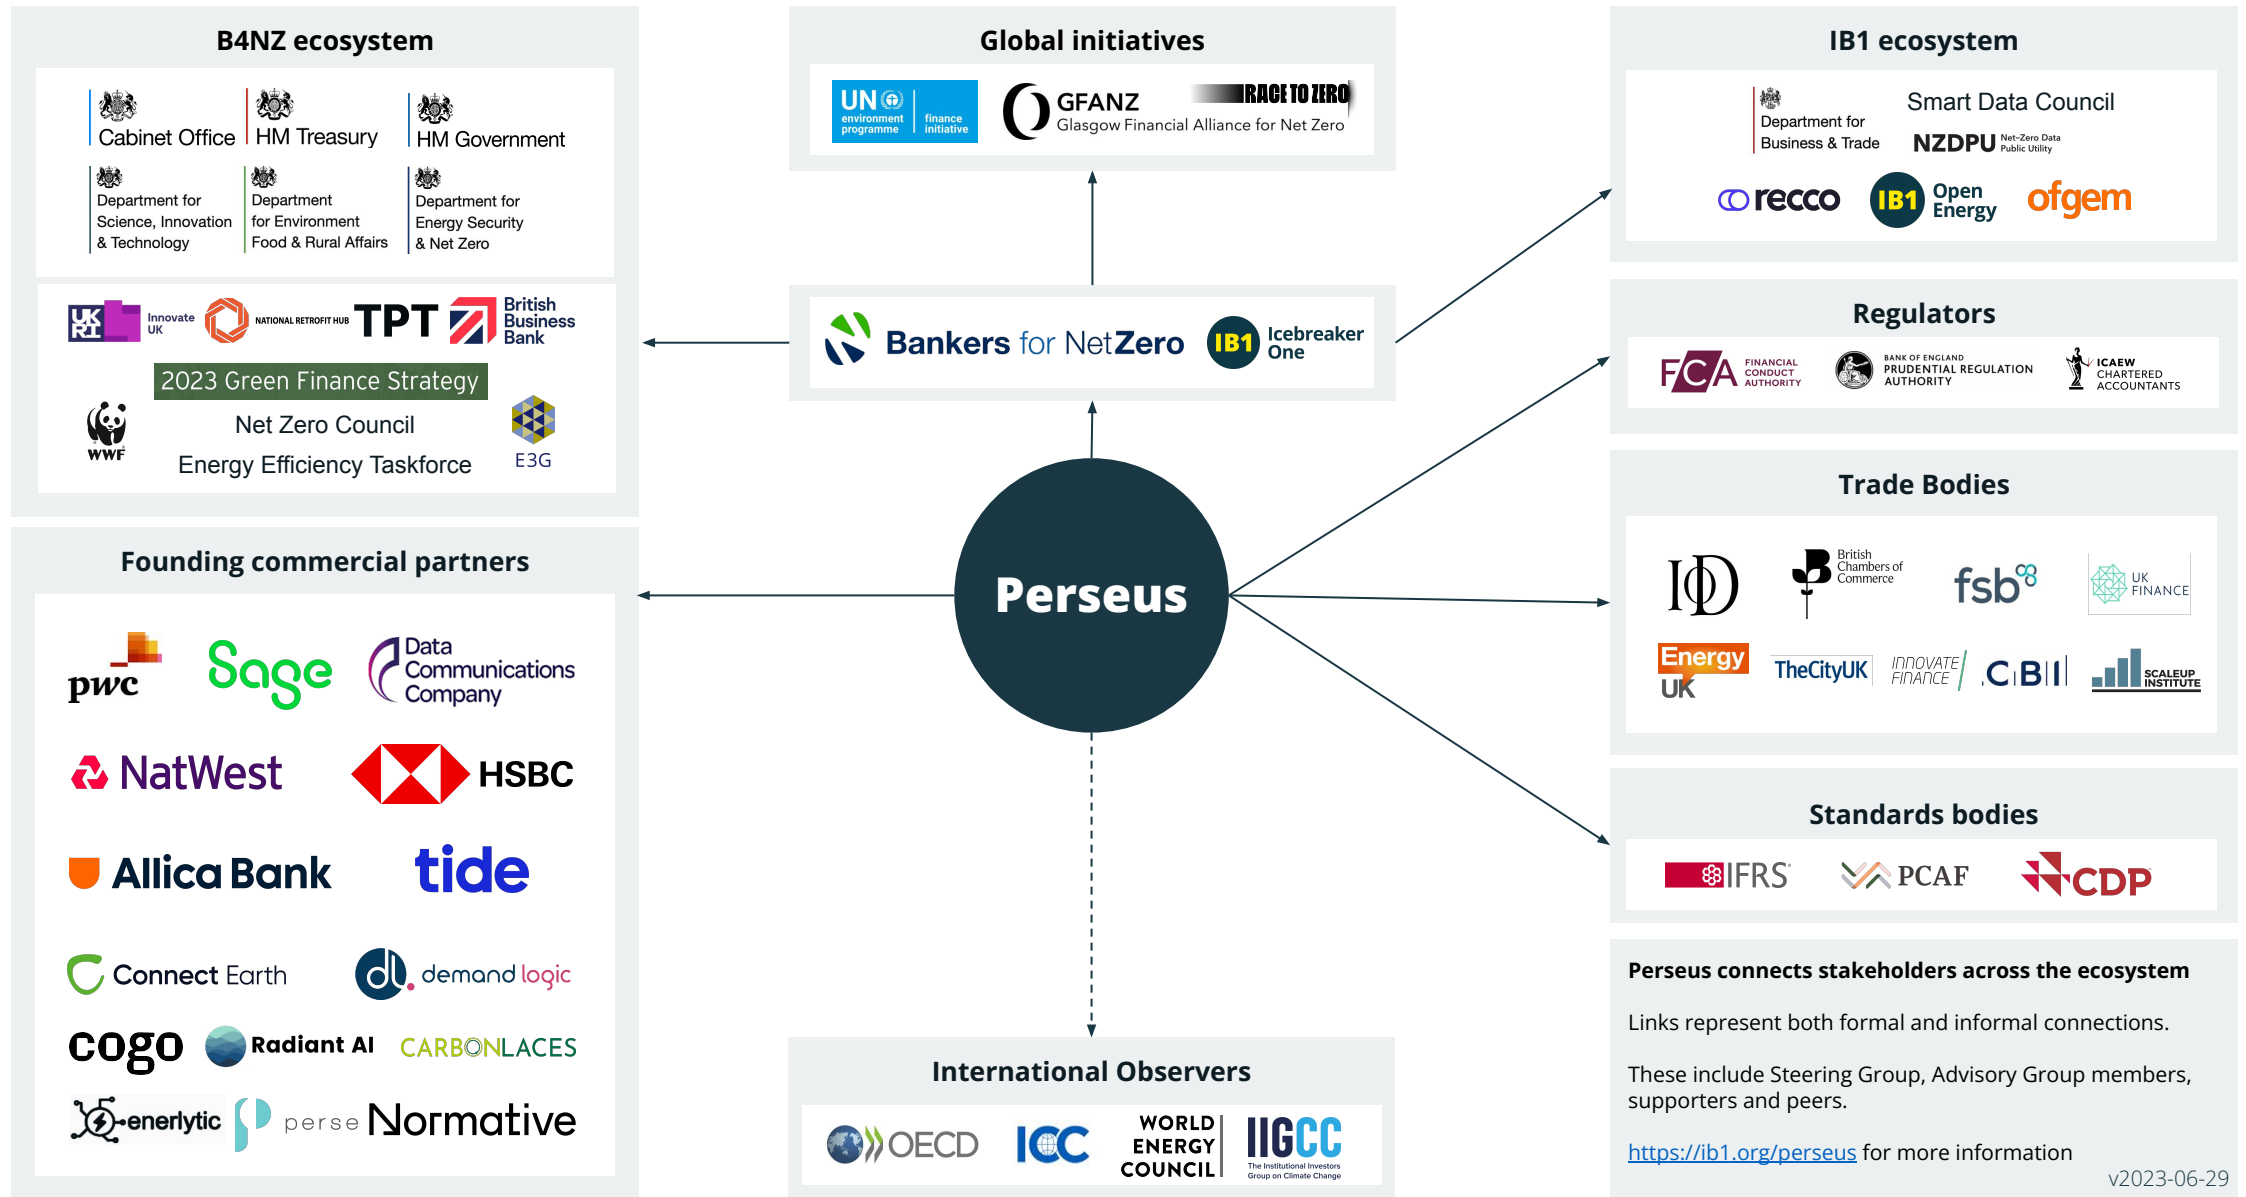 B4NZ ecosystem
Cabinet Office
HM Treasury
HM Government
Department for
Science, Innovation
& Technology
Department
for Environment
Food & Rural Affairs
Department for
Energy Security
& Net Zero
UK
RI
Innovate
UK
NATIONAL RETROFIT HUB
TPT
British
Business
Bank
2023 Green Finance Strategy
WWF
Net Zero Council
Energy Efficiency Taskforce
E3G
Founding commercial partners
pwc
Sage
Data
Communications
Company
NatWest
HSBC
Allica Bank
tide
Connect Earth
dl.
demand logic
cogo
Radiant AI
CARBONLACES
enerlytic
perse
Normative
Global initiatives
UN
environment
programme
finance
initiative
GFANZ
Glasgow Financial Alliance for Net Zero
RACE TO ZERO
Bankers for NetZero
IB1
Icebreaker
One
Perseus
International Observers
OECD
ICC
WORLD
ENERGY
COUNCIL
IIGCC
The Institutional Investors
Group on Climate Change
IB1 ecosystem
Department for
Business & Trade
Smart Data Council
NZDPU
Net-Zero Data
Public Utility
recco
IB1
Open
Energy
ofgem
Regulators
FCA
FINANCIAL
CONDUCT
AUTHORITY
BANK OF ENGLAND
PRUDENTIAL REGULATION
AUTHORITY
ICAEW
CHARTERED
ACCOUNTANTS
Trade Bodies
IOD
British
Chambers of
Commerce
fsb
UK
FINANCE
Energy
UK
TheCityUK
INNOVATE
FINANCE
CBI
SCALEUP
INSTITUTE
Standards bodies
IFRS
PCAF
CDP
Perseus connects stakeholders across the ecosystem
Links represent both formal and informal connections.
These include Steering Group, Advisory Group members,
supporters and peers.
https://ib1.org/perseus for more information
v2023-06-29